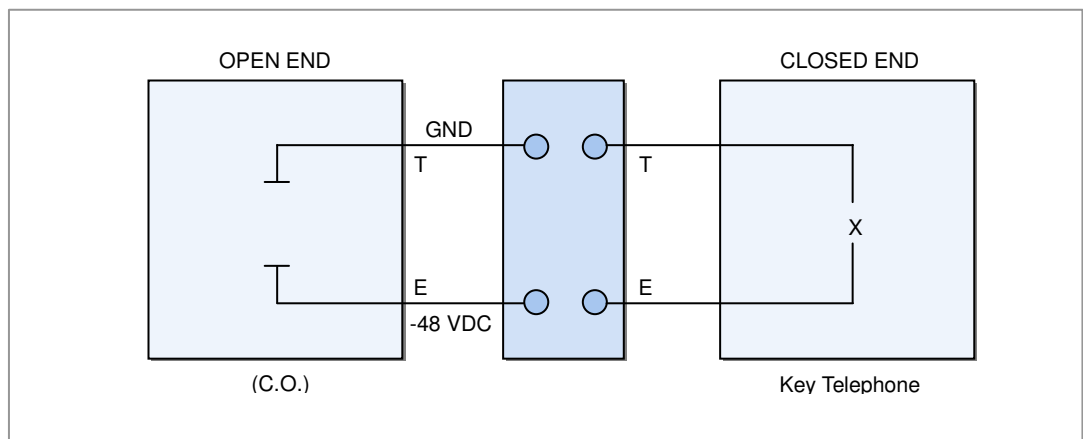 OPEN END
CLOSED END
GND
T
T
X
E
E
-48 VDC
(C.O.)
Key Telephone